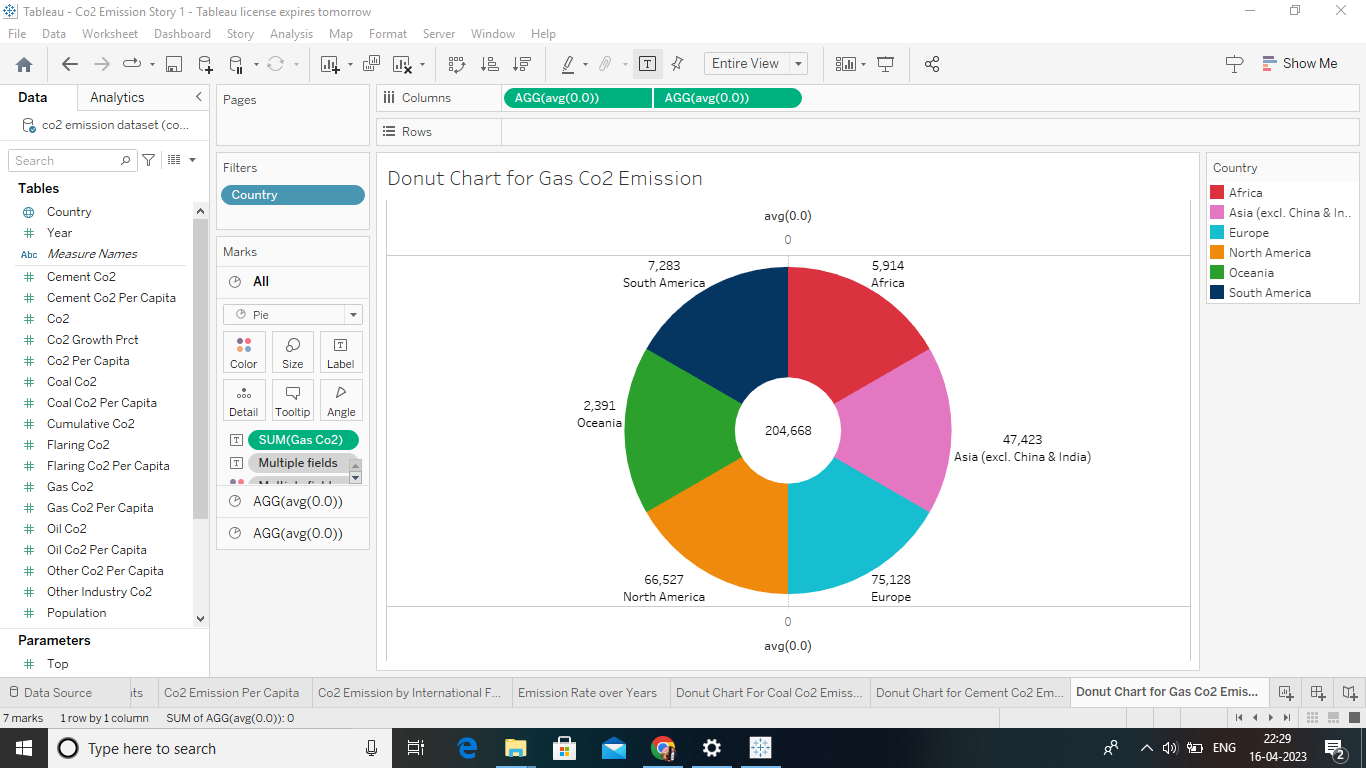 Tableau - Co2 Emission Story 1 - Tableau license expires tomorrow
File Data Worksheet Dashboard Story Analysis Map Format Server Window Help
Entire View
Show Me
Data Analytics
co2 emission dataset (co...
Search
Tables
Country
Year
Abc Measure Names
Cement Co2
Cement Co2 Per Capita
Co2
Co2 Growth Prct
Co2 Per Capita
Coal Co2
Coal Co2 Per Capita
Cumulative Co2
Flaring Co2
Flaring Co2 Per Capita
Gas Co2
Gas Co2 Per Capita
Oil Co2
Oil Co2 Per Capita
Other Co2 Per Capita
Other Industry Co2
Population
Parameters
Top
Pages
Filters
Country
Marks
All
Pie
Color Size Label
Detail Tooltip Angle
SUM(Gas Co2)
Multiple fields
AGG(avg(0.0))
AGG(avg(0.0))
Columns AGG(avg(0.0)) AGG(avg(0.0))
Rows
Donut Chart for Gas Co2 Emission
avg(0.0)
0
7,283
South America
5,914
Africa
2,391
Oceania
204,668
47,423
Asia (excl. China & India)
66,527
North America
75,128
Europe
0
avg(0.0)
Country
Africa
Asia (excl. China & In..
Europe
North America
Oceania
South America
Data Source
Co2 Emission Per Capita
Co2 Emission by International F...
Emission Rate over Years
Donut Chart For Coal Co2 Emiss...
Donut Chart for Cement Co2 Em...
Donut Chart for Gas Co2 Emis...
7 marks 1 row by 1 column SUM of AGG(avg(0.0)): 0
Type here to search
ENG
22:29
16-04-2023
2